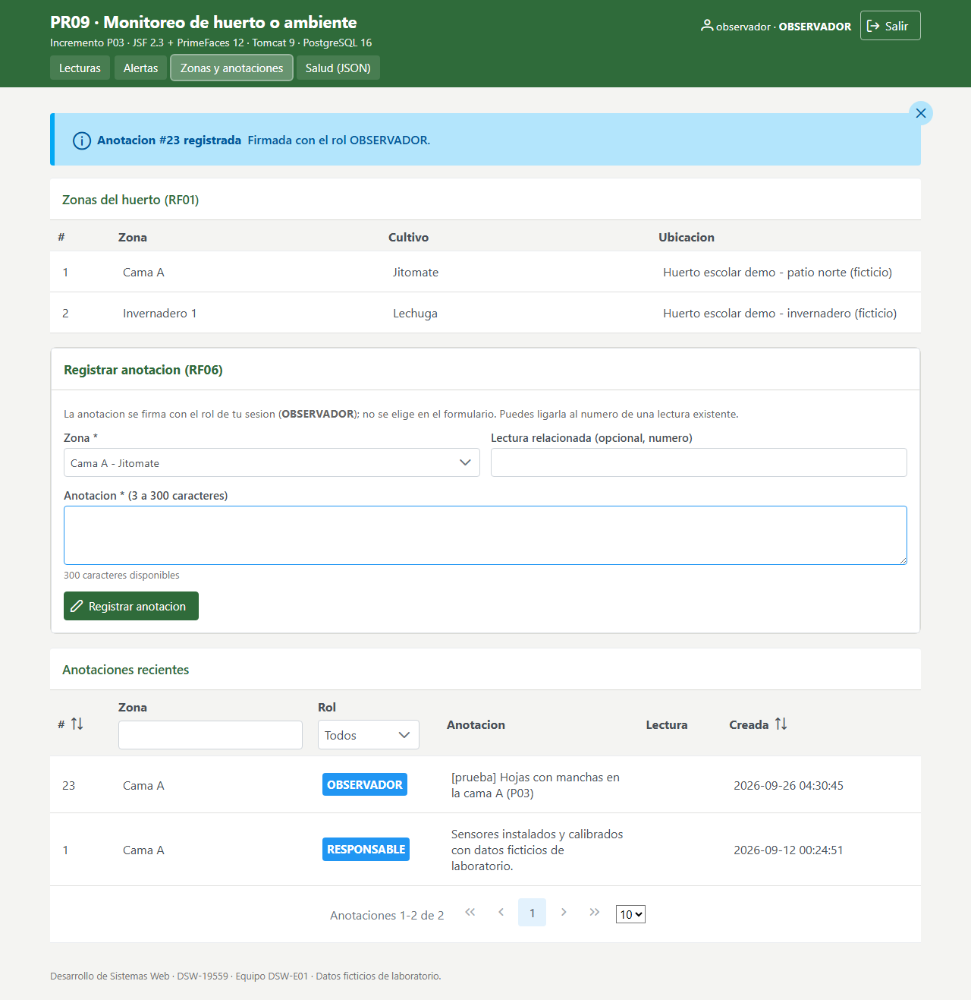 PR09 · Monitoreo de huerto o ambiente
Incremento P03 · JSF 2.3 + PrimeFaces 12 · Tomcat 9 · PostgreSQL 16
observador · OBSERVADOR
Salir
Lecturas
Alertas
Zonas y anotaciones
Salud (JSON)
Anotacion #23 registrada Firmada con el rol OBSERVADOR.
Zonas del huerto (RF01)
# Zona Cultivo Ubicacion
1 Cama A Jitomate Huerto escolar demo - patio norte (ficticio)
2 Invernadero 1 Lechuga Huerto escolar demo - invernadero (ficticio)
Registrar anotacion (RF06)
La anotacion se firma con el rol de tu sesion (OBSERVADOR); no se elige en el formulario. Puedes ligarla al numero de una lectura existente.
Zona *
Lectura relacionada (opcional, numero)
Cama A - Jitomate
Anotacion * (3 a 300 caracteres)
300 caracteres disponibles
Registrar anotacion
Anotaciones recientes
# Zona Rol Anotacion Lectura Creada
Todos
23 Cama A OBSERVADOR [prueba] Hojas con manchas en
la cama A (P03)
2026-09-26 04:30:45
1 Cama A RESPONSABLE Sensores instalados y calibrados
con datos ficticios de
laboratorio.
2026-09-12 00:24:51
Anotaciones 1-2 de 2
1
10
Desarrollo de Sistemas Web · DSW-19559 · Equipo DSW-E01 · Datos ficticios de laboratorio.